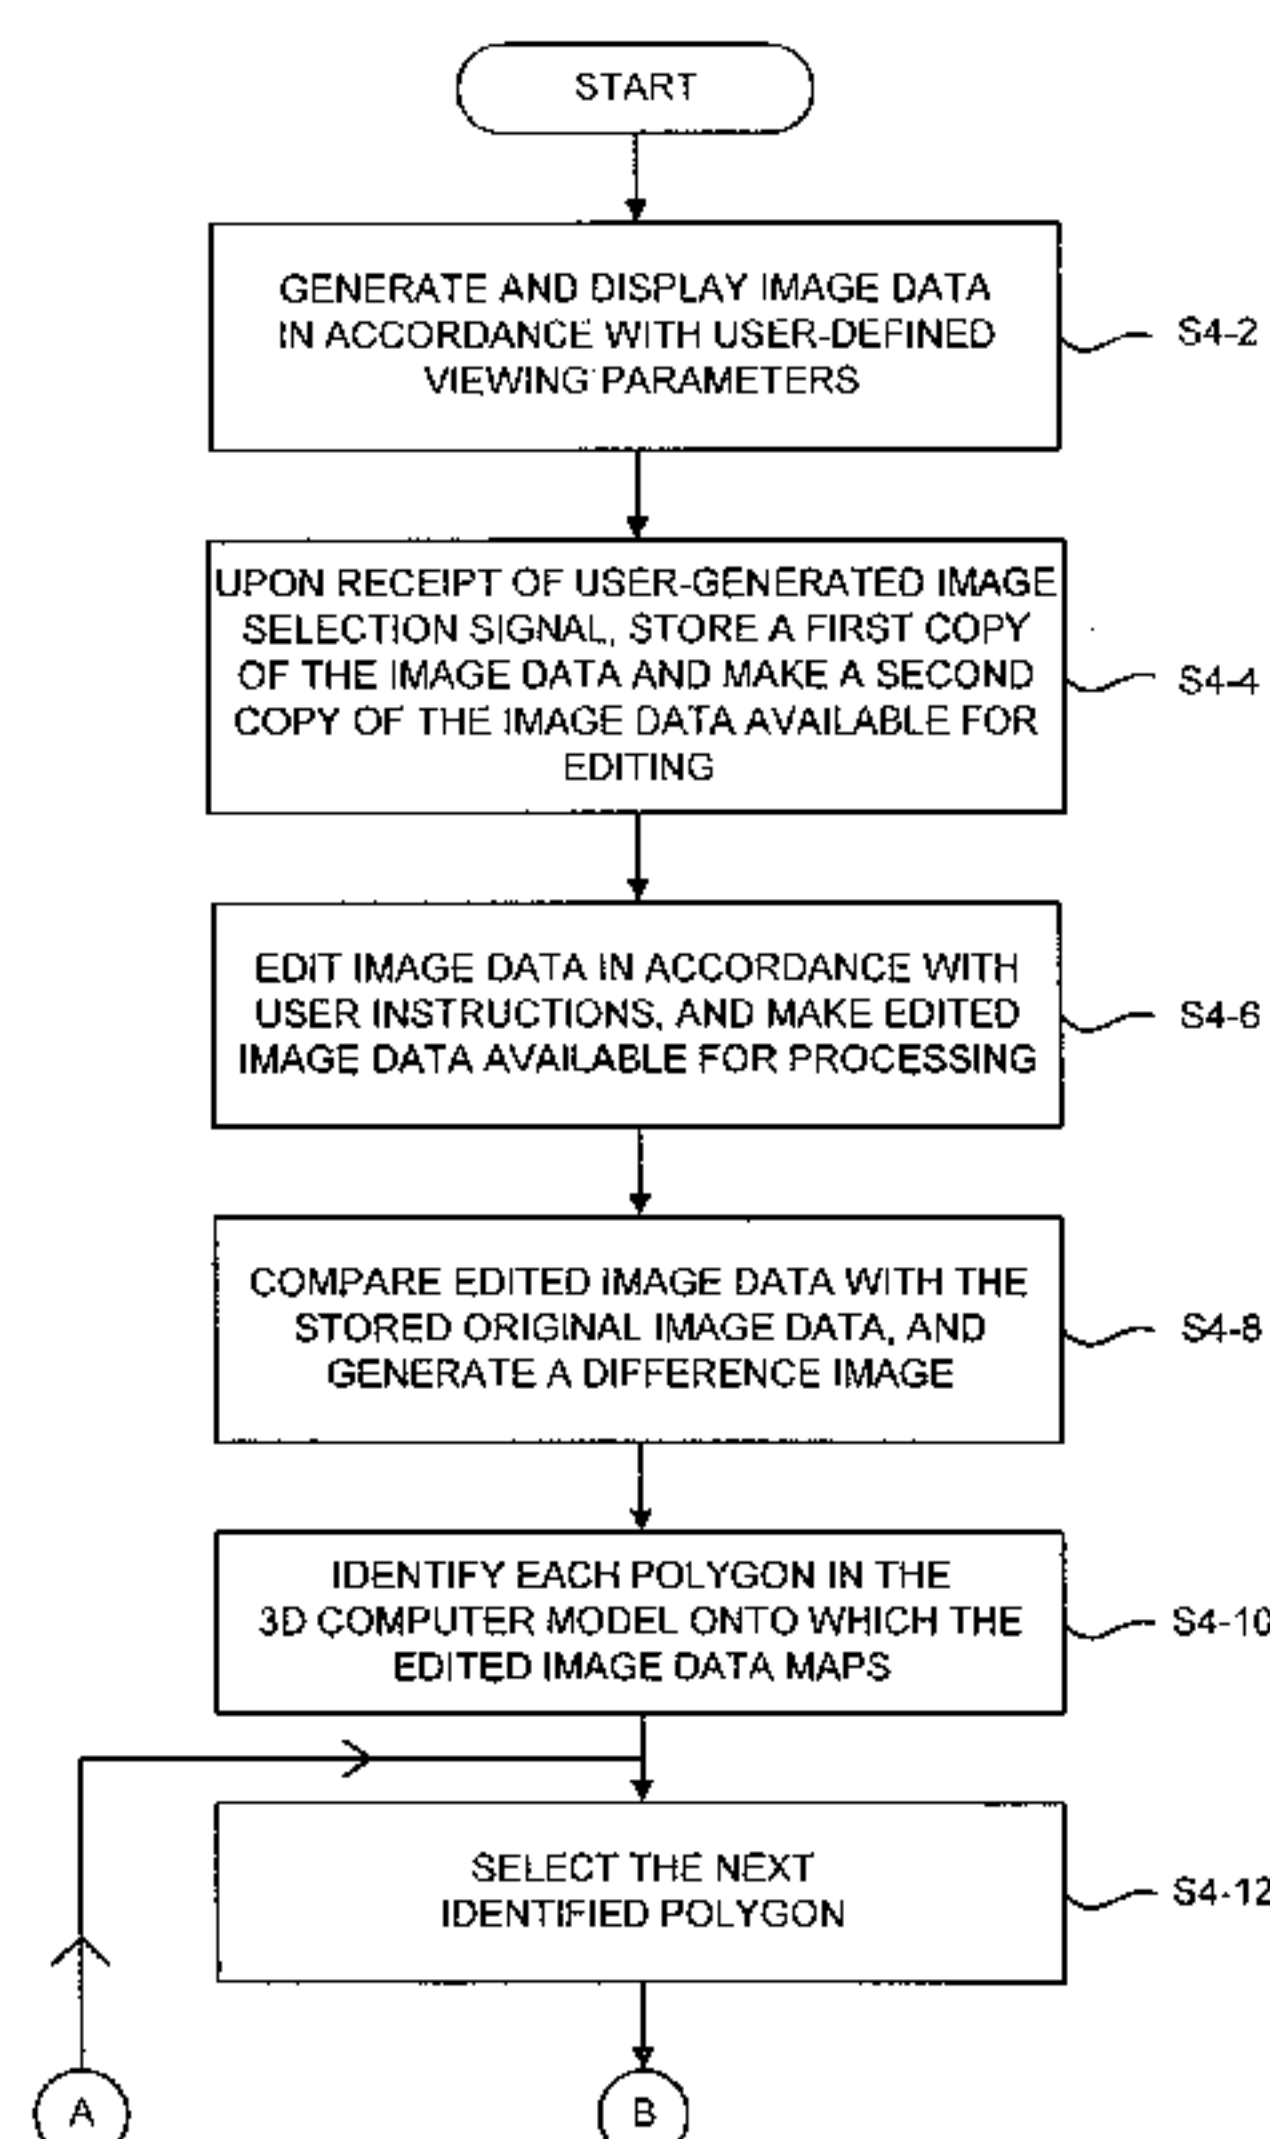 START
GENERATE AND DISPLAY IMAGE DATA
IN ACCORDANCE WITH USER-DEFINED
VIEWING PARAMETERS
S4-2
UPON RECEIPT OF USER-GENERATED IMAGE
SELECTION SIGNAL, STORE A FIRST COPY
OF THE IMAGE DATA AND MAKE A SECOND
COPY OF THE IMAGE DATA AVAILABLE FOR
EDITING
S4-4
EDIT IMAGE DATA IN ACCORDANCE WITH
USER INSTRUCTIONS, AND MAKE EDITED
IMAGE DATA AVAILABLE FOR PROCESSING
S4-6
COMPARE EDITED IMAGE DATA WITH THE
STORED ORIGINAL IMAGE DATA, AND
GENERATE A DIFFERENCE IMAGE
S4-8
IDENTIFY EACH POLYGON IN THE
3D COMPUTER MODEL ONTO WHICH THE
EDITED IMAGE DATA MAPS
S4-10
SELECT THE NEXT
IDENTIFIED POLYGON
S4-12
A
B